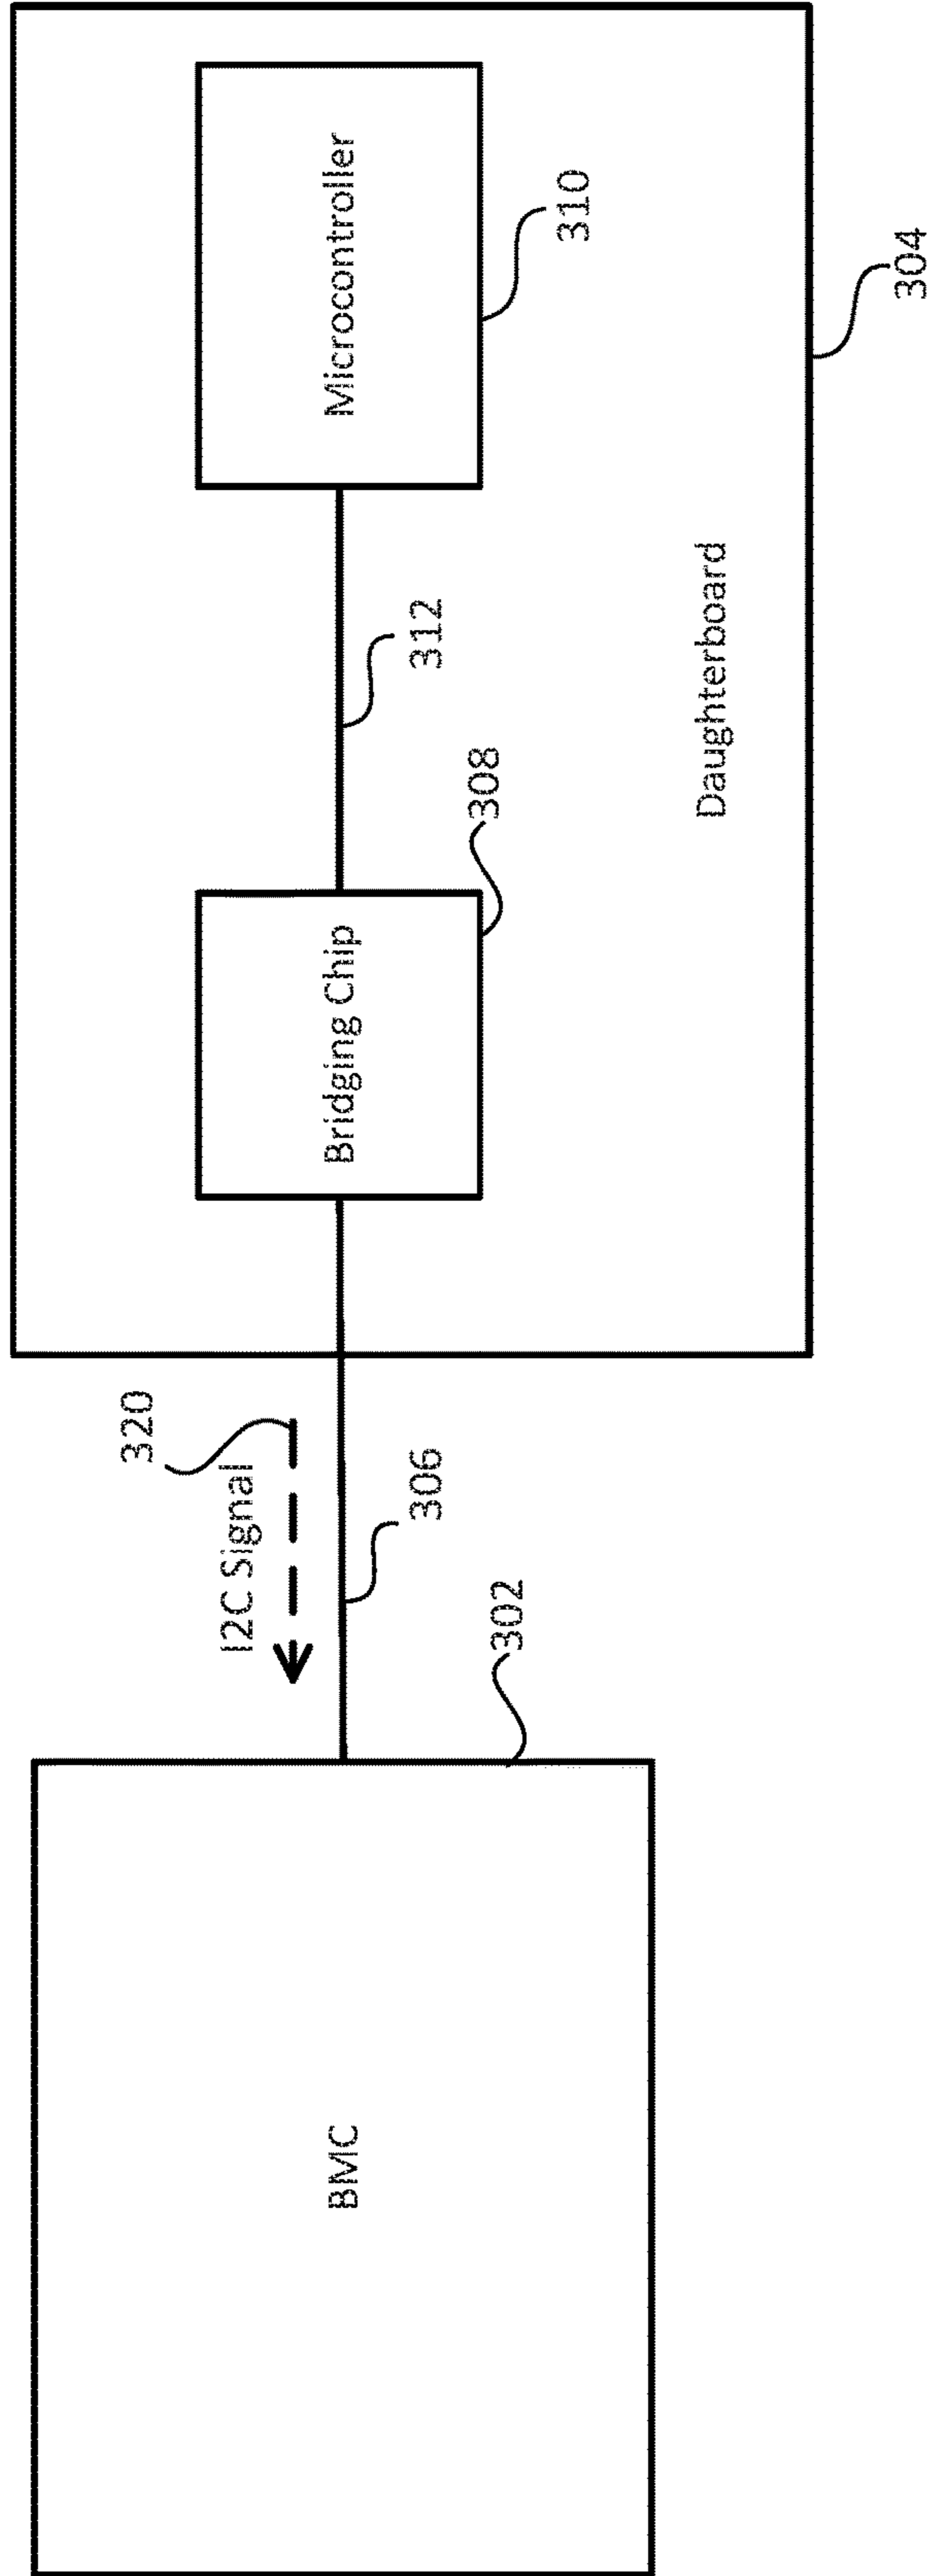 BMC
302
I2C Signal
320
306
Bridging Chip
308
312
Microcontroller
310
Daughterboard
304